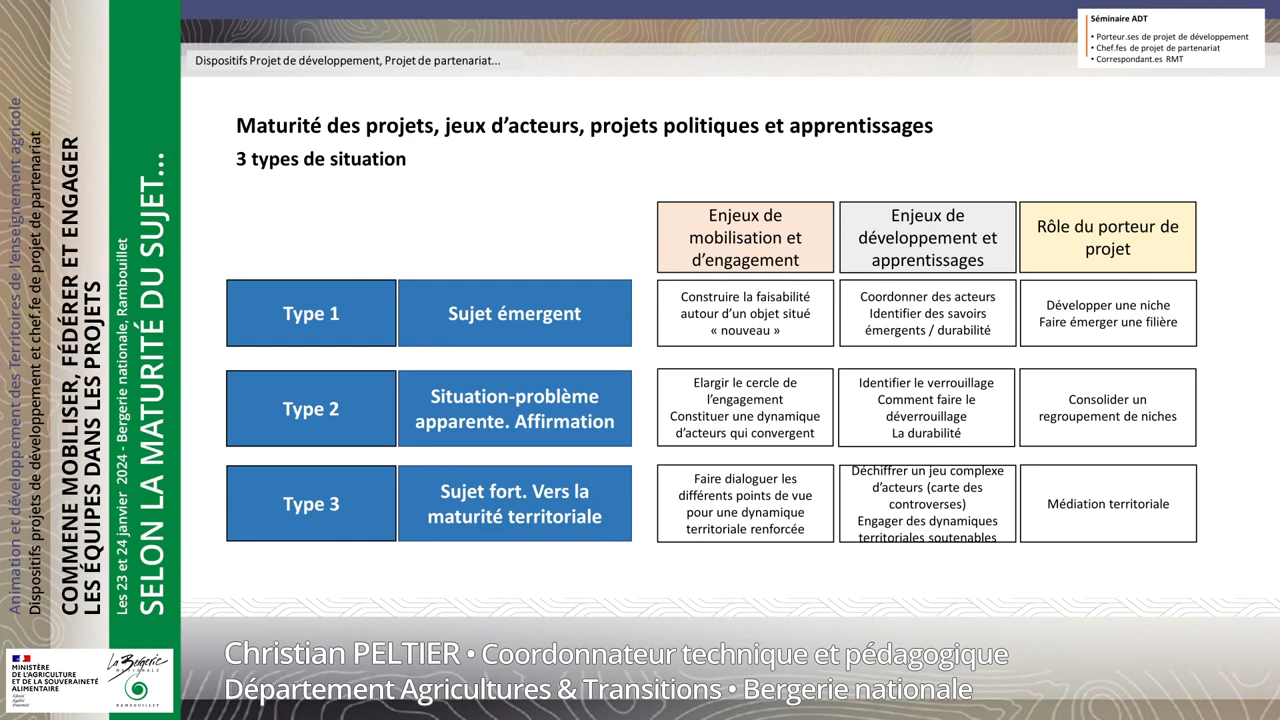 Séminaire ADT
• Porteur.ses de projet de développement
• Chef.fes de projet de partenariat
• Correspondant.es RMT
Dispositifs Projet de développement, Projet de partenariat...
Animation et développement des Territoires de l'enseignement agricole
Dispositifs projets de développement et chef.fe de projet de partenariat
COMMENE MOBILISER, FÉDÉRER ET ENGAGER
LES ÉQUIPES DANS LES PROJETS
Les 23 et 24 janvier 2024 - Bergerie nationale, Rambouillet
SELON LA MATURITÉ DU SUJET...
Maturité des projets, jeux d'acteurs, projets politiques et apprentissages
3 types de situation
Enjeux de
mobilisation et
d'engagement
Enjeux de
développement et
apprentissages
Rôle du porteur de
projet
Type 1
Sujet émergent
Construire la faisabilité
autour d'un objet situé
« nouveau »
Coordonner des acteurs
Identifier des savoirs
émergents / durabilité
Développer une niche
Faire émerger une filière
Type 2
Situation-problème
apparente. Affirmation
Elargir le cercle de
l'engagement
Constituer une dynamique
d'acteurs qui convergent
Identifier le verrouillage
Comment faire le
déverrouillage
La durabilité
Consolider un
regroupement de niches
Type 3
Sujet fort. Vers la
maturité territoriale
Faire dialoguer les
différents points de vue
pour une dynamique
territoriale renforcée
Déchiffrer un jeu complexe
d'acteurs (carte des
controverses)
Engager des dynamiques
territoriales soutenables
Médiation territoriale
Christian PELTIER • Coordonnateur technique et pédagogique
Département Agricultures & Transitions • Bergerie nationale
MINISTÈRE
DE L'AGRICULTURE
ET DE LA SOUVERAINETÉ
ALIMENTAIRE
Liberté
Égalité
Fraternité
La Bergerie
NATIONALE
RAMBOUILLET